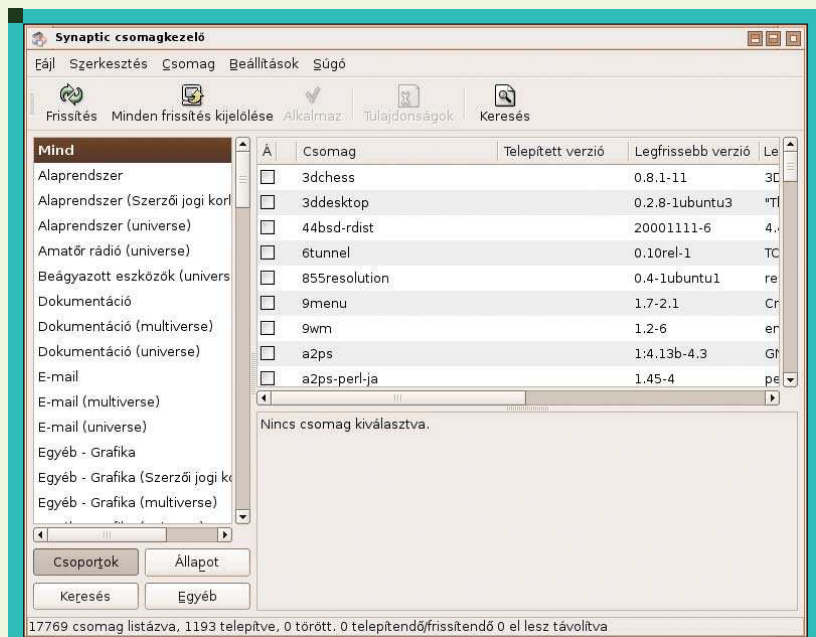 Synaptic csomagkezelő
Fájl Szerkesztés Csomag Beállítások Súgó
Frissítés Minden frissítés kijelölése Alkalmaz Tulajdonságok Keresés
Mind
Alaprendszer
Alaprendszer (Szerzői jogi korl
Alaprendszer (universe)
Amatőr rádió (universe)
Beágyazott eszközök (univers
Dokumentáció
Dokumentáció (multiverse)
Dokumentáció (universe)
E-mail
E-mail (multiverse)
E-mail (universe)
Egyéb - Grafika
Egyéb - Grafika (Szerzői jogi ko
Egyéb - Grafika (multiverse)
Csoportok Állapot
Keresés Egyéb
Á Csomag Telepített verzió Legfrissebb verzió Le
3dchess 0.8.1-11 3D
3ddesktop 0.2.8-1ubuntu3 "Tl
44bsd-rdist 20001111-6 4.
6tunnel 0.10rel-1 TC
855resolution 0.4-1ubuntu1 re
9menu 1.7-2.1 Cr
9wm 1.2-6 en
a2ps 1:4.13b-4.3 GN
a2ps-perl-ja 1.45-4 pe
Nincs csomag kiválasztva.
17769 csomag listázva, 1193 telepítve, 0 törött. 0 telepítendő/frissítendő 0 el lesz távolítva